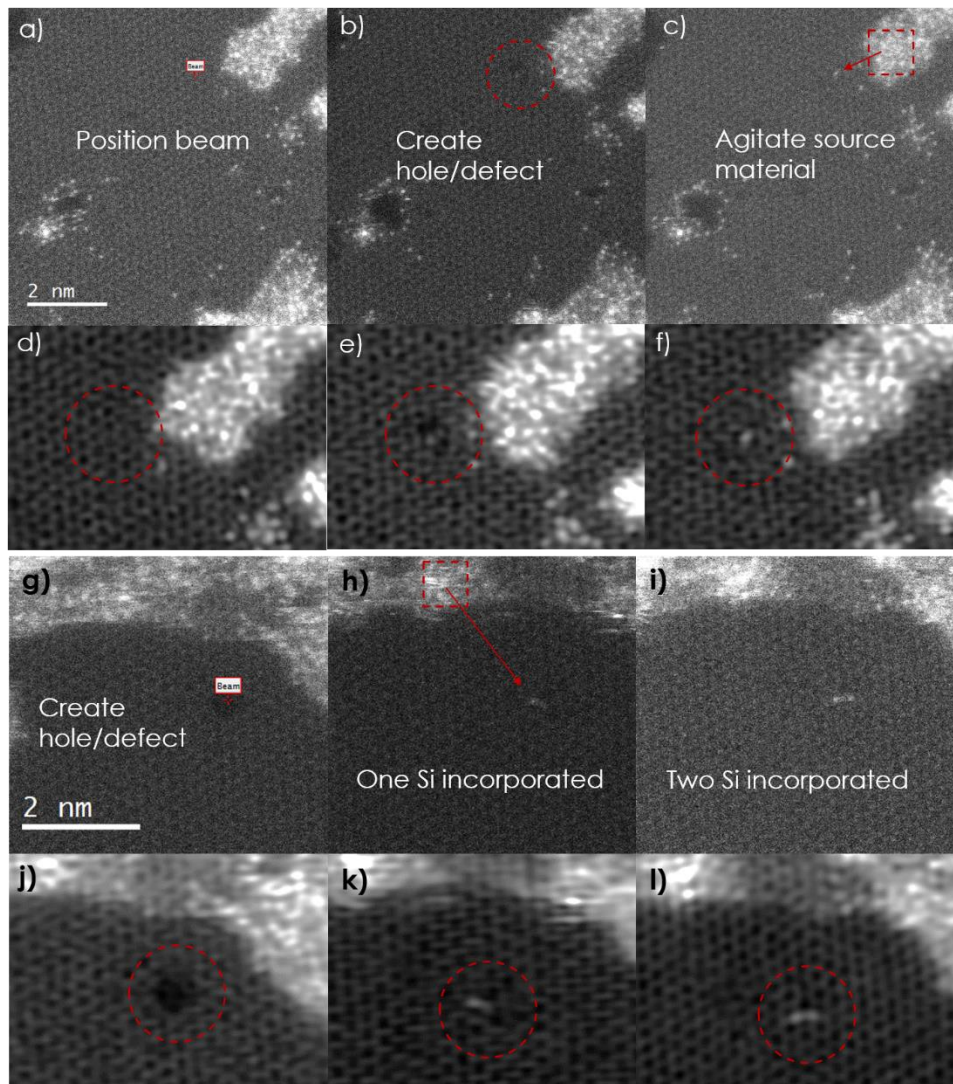 a)
Beam
Position beam
2 nm
b)
Create
hole/defect
c)
Agitate source
material
d)
e)
f)
g)
Beam
Create
hole/defect
2 nm
h)
One Si incorporated
i)
Two Si incorporated
j)
k)
l)